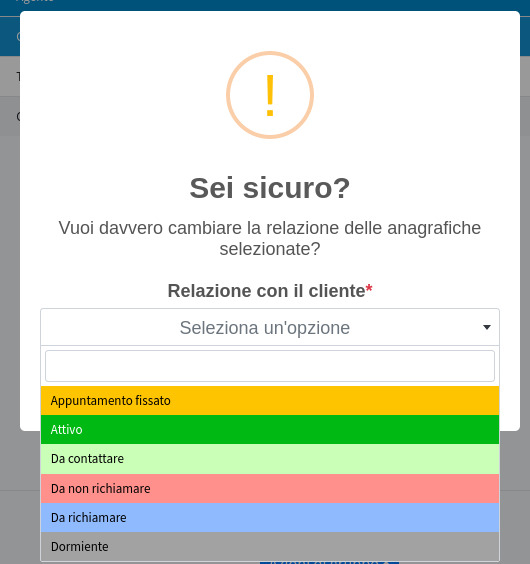 !
Sei sicuro?
Vuoi davvero cambiare la relazione delle anagrafiche
selezionate?
Relazione con il cliente*
Seleziona un'opzione
Appuntamento fissato
Attivo
Da contattare
Da non richiamare
Da richiamare
Dormiente